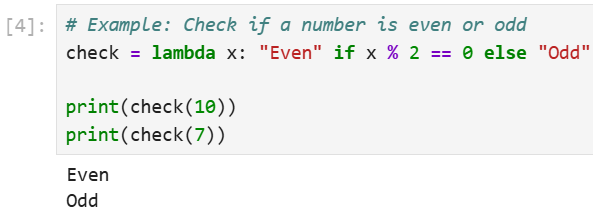 [4]: # Example: Check if a number is even or odd
check = lambda x: "Even" if x % 2 == 0 else "Odd"
print(check(10))
print(check(7))
Even
Odd